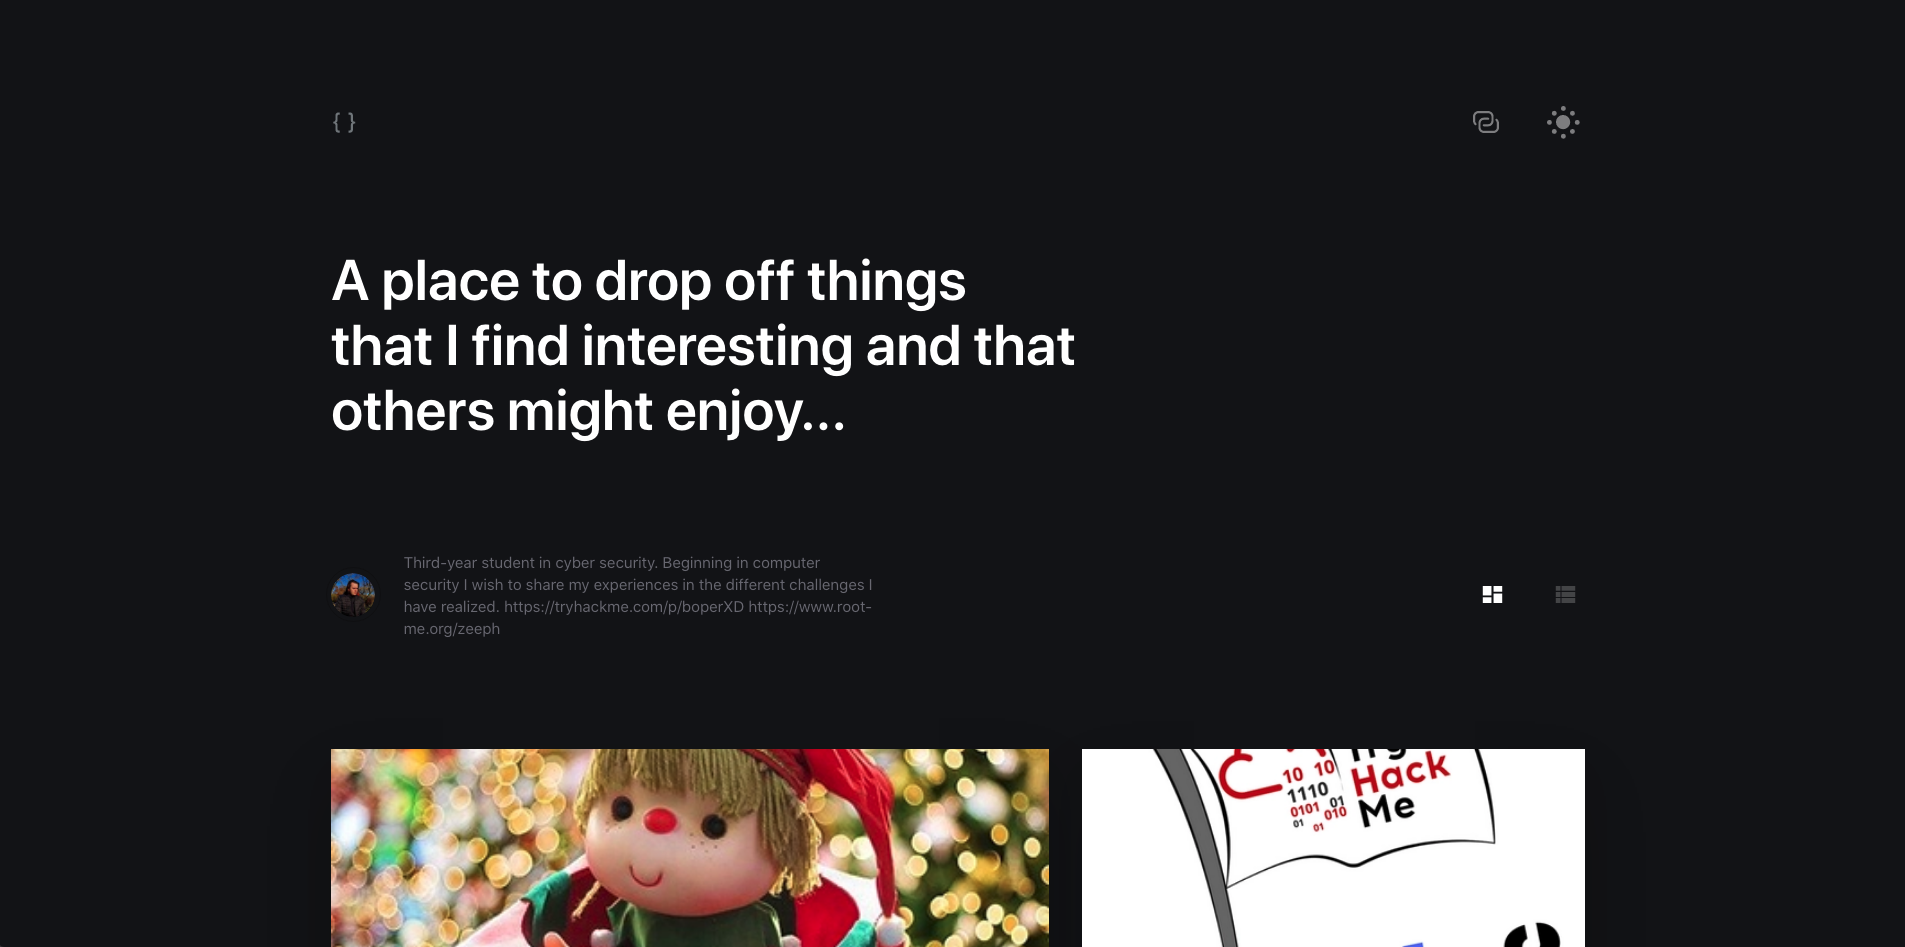 { }
A place to drop off things
that I find interesting and that
others might enjoy...
Third-year student in cyber security. Beginning in computer
security I wish to share my experiences in the different challenges I
have realized. https://tryhackme.com/p/boperXD https://www.root-
me.org/zeeph
Try
Hack
Me
10 10
1110
0101 01
010
01 01